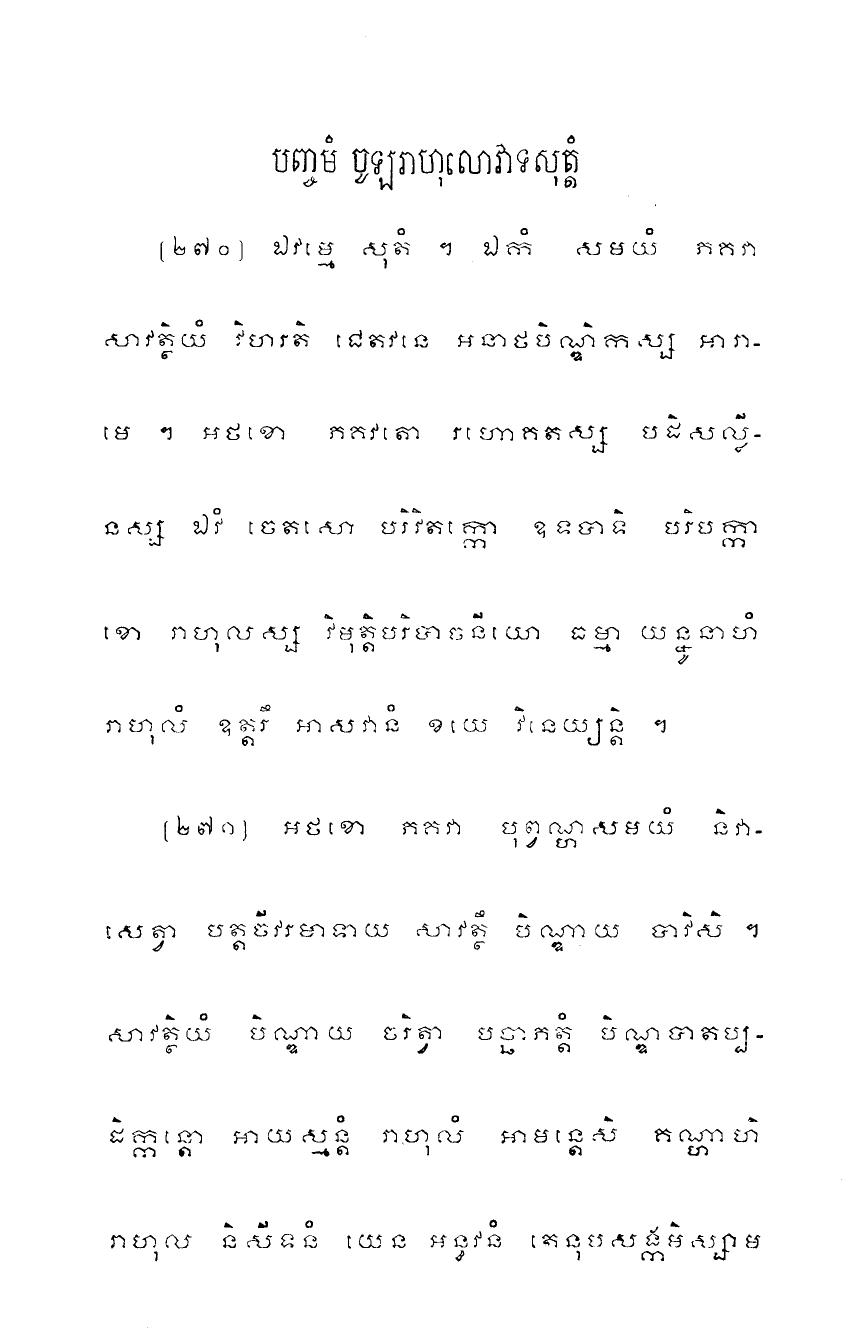 បញ្ចមំ ចូឡរាហុលោវាទសុត្តំ
(២៧០) ឯវម្មេ សុតំ ។ ឯកំ សមយំ ភគវា
សាវត្ថិយំ វិហរតិ ជេតវនេ អនាថបិណ្ឌិកស្ស អារា-
មេ ។ អថខោ ភគវតោ រហោគតស្ស បដិសល្លី-
នស្ស ឯវំ ចេតសោ បរិវិតក្កោ ឧទបាទិ បរិបក្កា
ខោ រាហុលស្ស វិមុត្តិបរិបាចនីយោ ធម្មា យន្នូនាហំ
រាហុលំ ឧត្តរឹ អាសវានំ ខយេ វិនេយ្យន្តិ ។
(២៧១) អថខោ ភគវា បុព្វណ្ហសមយំ និវា-
សេត្វា បត្តចីវរមាទាយ សាវត្ថឹ បិណ្ឌាយ បាវិសិ ។
សាវត្ថិយំ បិណ្ឌាយ ចរិត្វា បច្ឆាភត្តំ បិណ្ឌបាតប្ប-
ដិក្កន្តោ អាយស្មន្តំ រាហុលំ អាមន្តេសិ គណ្ហាហិ
រាហុល និសីទនំ យេន អន្ធវនំ តេនុបសង្កមិស្សាម